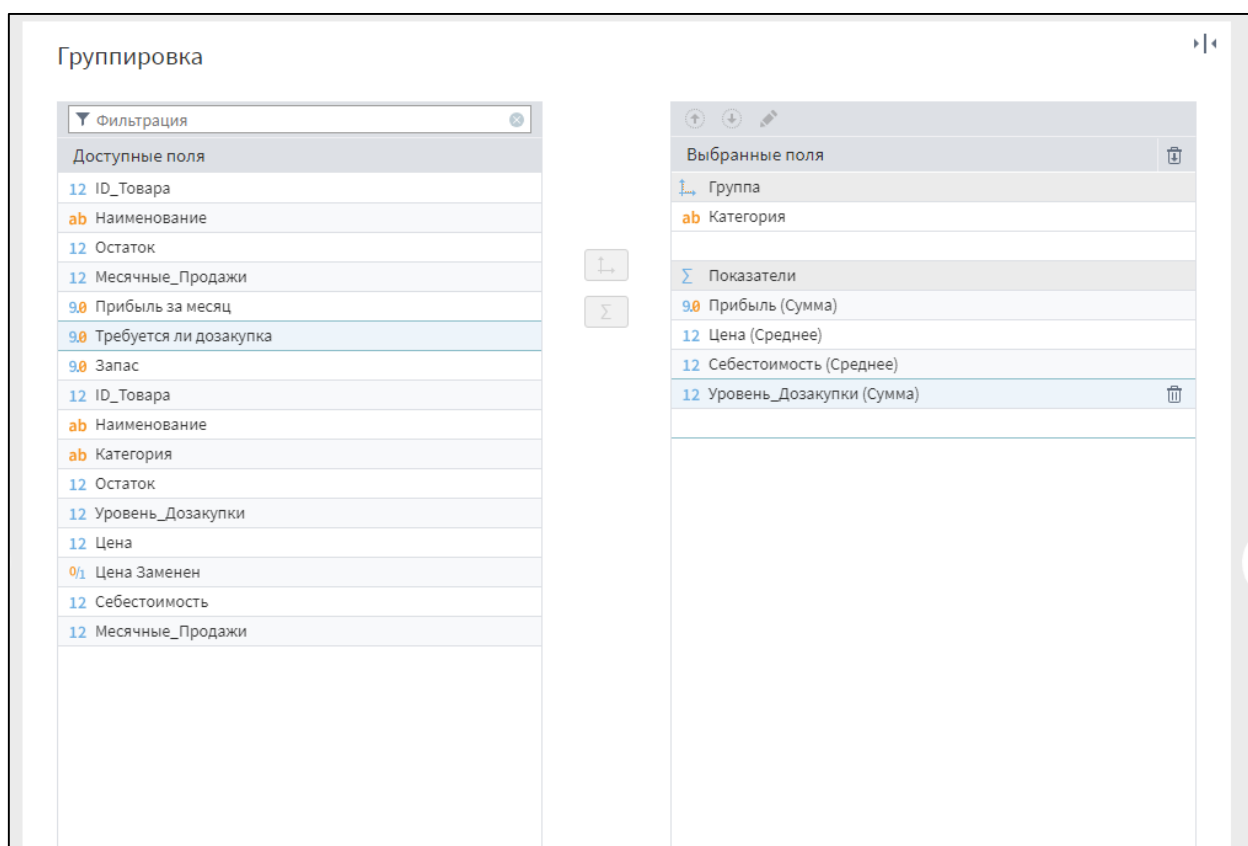 Группировка
Фильтрация
Доступные поля
12 ID_Товара
ab Наименование
12 Остаток
12 Месячные_Продажи
9.0 Прибыль за месяц
9.0 Требуется ли дозакупка
9.0 Запас
12 ID_Товара
ab Наименование
ab Категория
12 Остаток
12 Уровень_Дозакупки
12 Цена
0/1 Цена Заменен
12 Себестоимость
12 Месячные_Продажи
Выбранные поля
Группа
ab Категория
Σ Показатели
9.0 Прибыль (Сумма)
12 Цена (Среднее)
12 Себестоимость (Среднее)
12 Уровень_Дозакупки (Сумма)
Σ